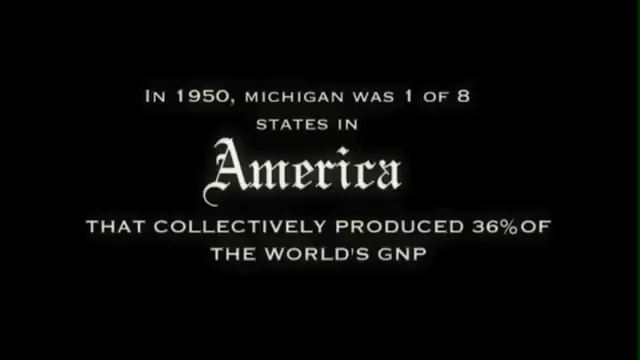 In 1950, Michigan was 1 of 8
states in
America
that collectively produced 36%of
the world's GNP